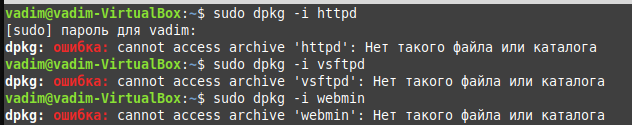 vadim@vadim-VirtualBox:~$ sudo dpkg -i httpd
[sudo] пароль для vadim:
dpkg: ошибка: cannot access archive 'httpd': Нет такого файла или каталога
vadim@vadim-VirtualBox:~$ sudo dpkg -i vsftpd
dpkg: ошибка: cannot access archive 'vsftpd': Нет такого файла или каталога
vadim@vadim-VirtualBox:~$ sudo dpkg -i webmin
dpkg: ошибка: cannot access archive 'webmin': Нет такого файла или каталога